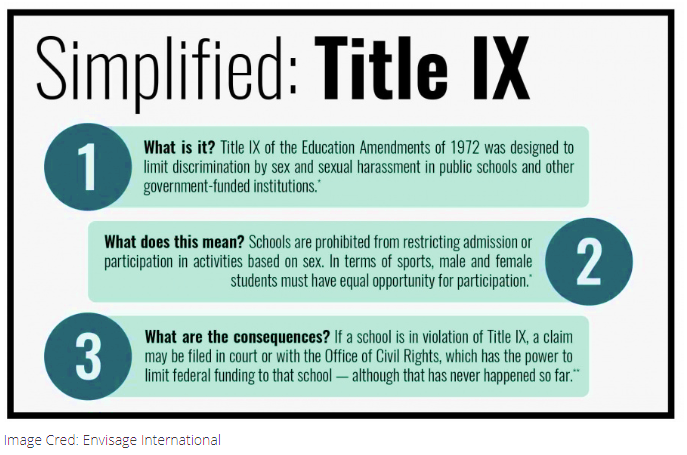 Simplified: Title IX
1
What is it? Title IX of the Education Amendments of 1972 was designed to
limit discrimination by sex and sexual harassment in public schools and other
government-funded institutions.*
What does this mean? Schools are prohibited from restricting admission or
participation in activities based on sex. In terms of sports, male and female
students must have equal opportunity for participation.*
2
3
What are the consequences? If a school is in violation of Title IX, a claim
may be filed in court or with the Office of Civil Rights, which has the power to
limit federal funding to that school — although that has never happened so far.**
Image Cred: Envisage International